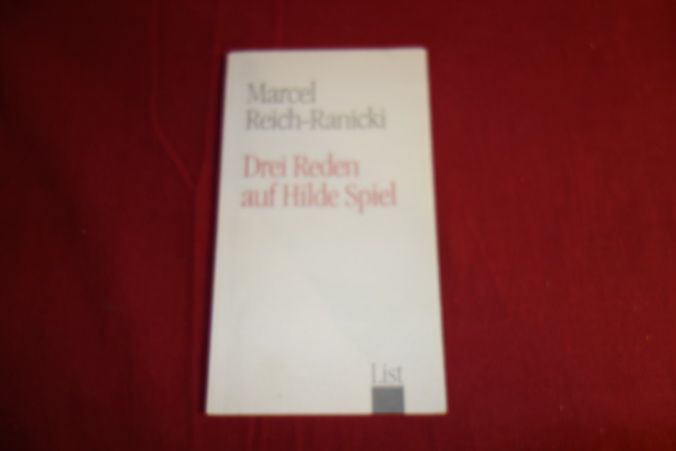 Marcel
Reich-Ranicki
Drei Reden
auf Hilde Spiel
List